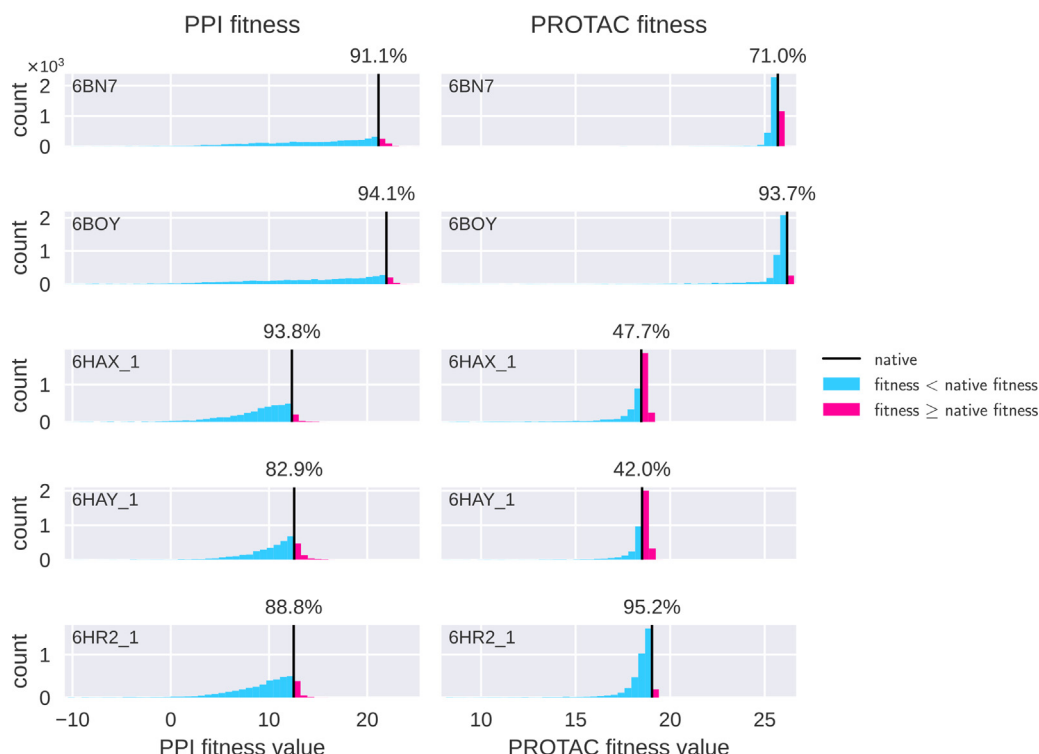 PPI fitness PROTAC fitness
91.1% 71.0%
×10³
6BN7 6BN7
2
1
0
count
94.1% 93.7%
6BOY 6BOY
2
1
0
count
93.8% 47.7%
6HAX_1 6HAX_1
1
0
count
native
fitness < native fitness
fitness ≥ native fitness
82.9% 42.0%
6HAY_1 6HAY_1
2
1
0
count
88.8% 95.2%
6HR2_1 6HR2_1
1
0
count
−10 0 10 20 10 15 20 25
PPI fitness value PROTAC fitness value